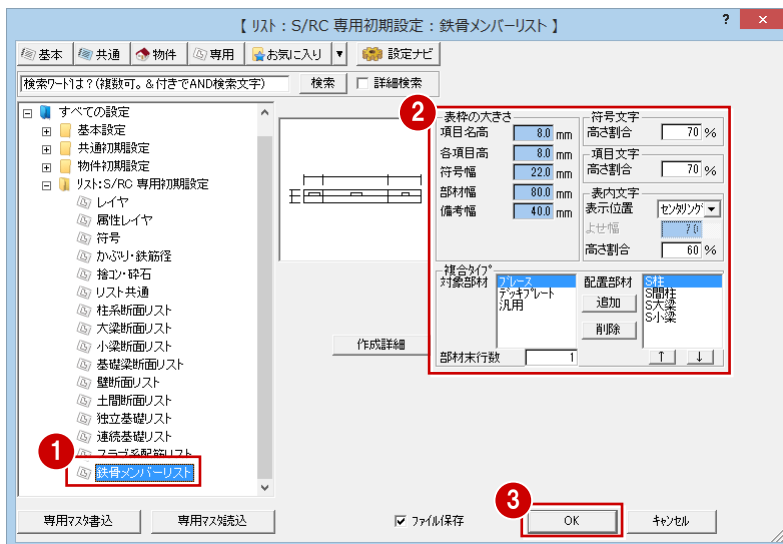 【 リスト : S/RC 専用初期設定 : 鉄骨メンバーリスト 】
? ×
基本 共通 物件 専用 お気に入り ▼ 設定ナビ
検索ワードは？(複数可。＆付きでAND検索文字) 検索 詳細検索
すべての設定
基本設定
共通初期設定
物件初期設定
リスト:S/RC 専用初期設定
レイヤ
属性レイヤ
符号
かぶり・鉄筋径
捨コン・砕石
リスト共通
柱系断面リスト
大梁断面リスト
小梁断面リスト
基礎梁断面リスト
壁断面リスト
土間断面リスト
独立基礎リスト
連続基礎リスト
スラブ系配筋リスト
1
鉄骨メンバーリスト
作成詳細
2
表枠の大きさ
項目名高 8.0 mm
各項目高 8.0 mm
符号幅 22.0 mm
部材幅 80.0 mm
備考幅 40.0 mm
符号文字
高さ割合 70 %
項目文字
高さ割合 70 %
表内文字
表示位置 センタリング ▼
よせ幅 7.0
高さ割合 60 %
複合タイプ
対象部材
ブレース
デッキプレート
汎用
配置部材
追加
削除
S柱
S間柱
S大梁
S小梁
部材末行数 1
↑ ↓
専用マスタ書込 専用マスタ読込 ファイル保存
3
OK キャンセル